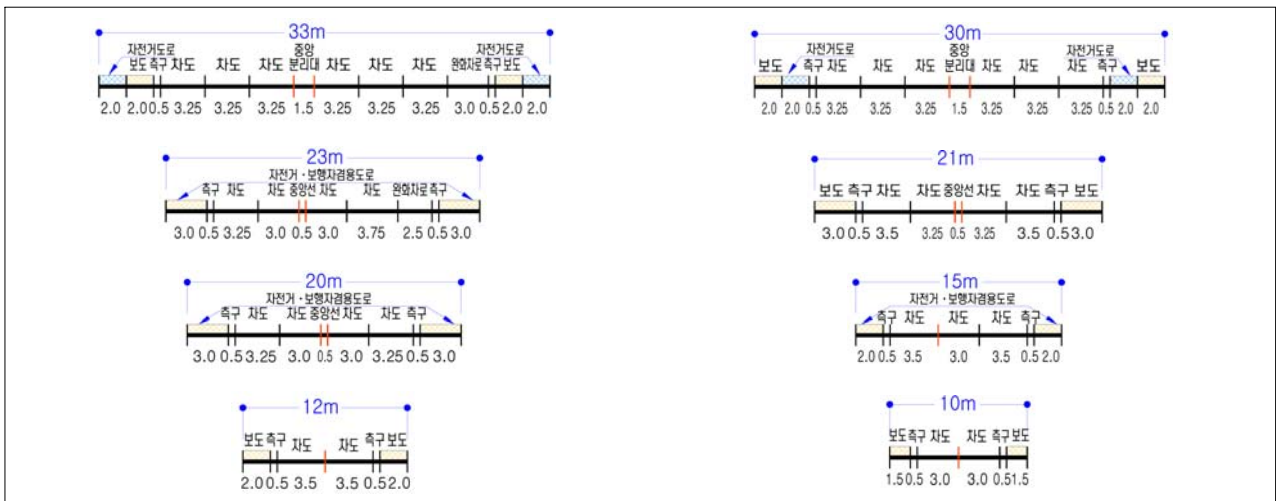 33m
자전거도로 중앙 자전거도로
보도 측구 차도 차도 차도 분리대 차도 차도 차도 완화차로 측구 보도
2.0 2.0 0.5 3.25 3.25 3.25 1.5 3.25 3.25 3.25 3.0 0.5 2.0 2.0
30m
자전거도로 중앙 자전거도로
보도 측구 차도 차도 차도 분리대 차도 차도 차도 측구 보도
2.0 2.0 0.5 3.25 3.25 3.25 1.5 3.25 3.25 3.25 0.5 2.0 2.0
23m
자전거·보행자겸용도로
측구 차도 차도 중앙선 차도 차도 완화차로 측구
3.0 0.5 3.25 3.0 0.5 3.0 3.75 2.5 0.5 3.0
21m
보도 측구 차도 차도 중앙선 차도 차도 측구 보도
3.0 0.5 3.5 3.25 0.5 3.25 3.5 0.5 3.0
20m
자전거·보행자겸용도로
측구 차도 차도 중앙선 차도 차도 측구
3.0 0.5 3.25 3.0 0.5 3.0 3.25 0.5 3.0
15m
자전거·보행자겸용도로
측구 차도 차도 차도 측구
2.0 0.5 3.5 3.0 3.5 0.5 2.0
12m
보도 측구 차도 차도 측구 보도
2.0 0.5 3.5 3.5 0.5 2.0
10m
보도 측구 차도 차도 측구 보도
1.5 0.5 3.0 3.0 0.5 1.5